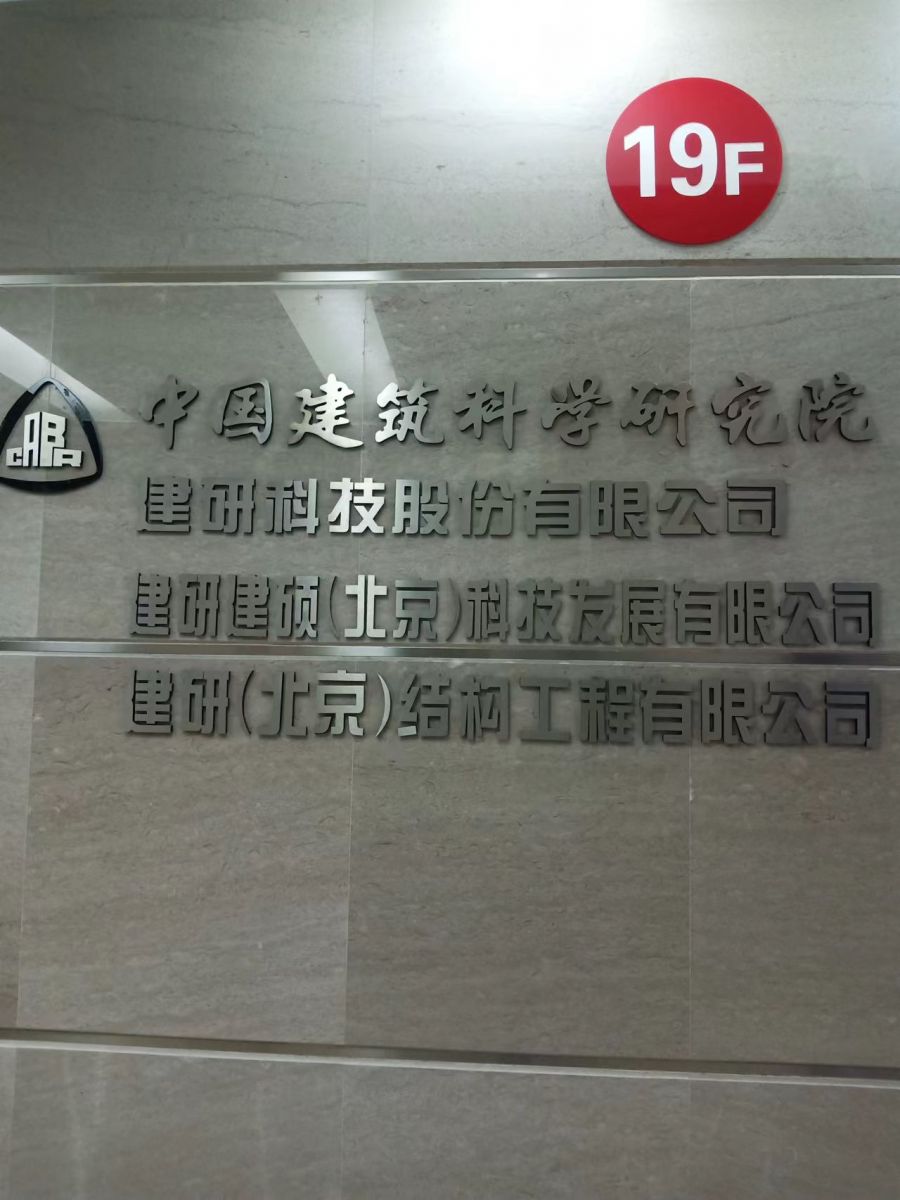 19F
中国建筑科学研究院
CABR
建研科技股份有限公司
建研建硕(北京)科技发展有限公司
建研(北京)结构工程有限公司